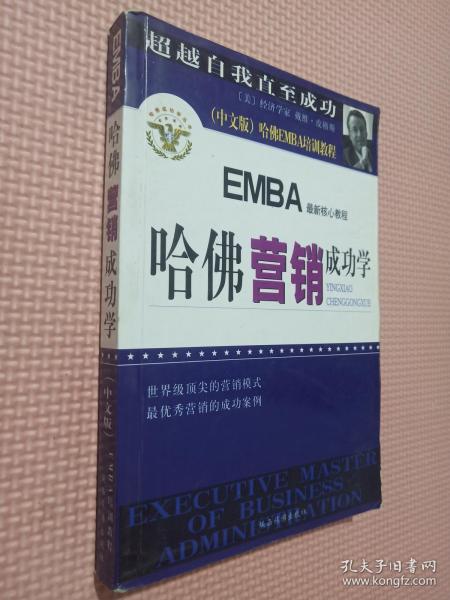 超越自我直至成功
〔美〕经济学家 戴维·皮格斯
(中文版) 哈佛EMBA培训教程
EMBA 最新核心教程
哈佛营销成功学
YINGXIAO
CHENGGONGXUE
世界级顶尖的营销模式
最优秀营销的成功案例
EXECUTIVE MASTER
OF BUSINESS
ADMINISTRATION
EMBA 哈佛营销成功学 (中文版)
孔夫子旧书网